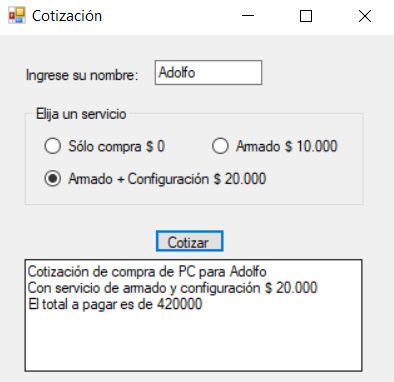 Cotización
Ingrese su nombre: Adolfo
Elija un servicio
Sólo compra $ 0 Armado $ 10.000
Armado + Configuración $ 20.000
Cotizar
Cotización de compra de PC para Adolfo
Con servicio de armado y configuración $ 20.000
El total a pagar es de 420000